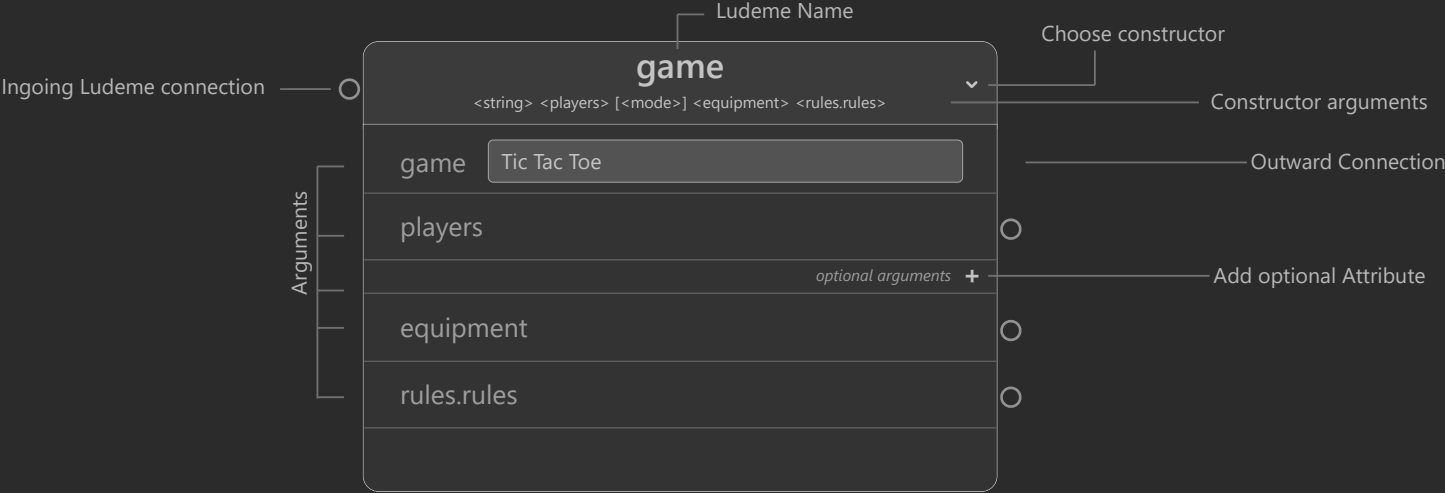 Ludeme Name
Choose constructor
game
Ingoing Ludeme connection
<string> <players> [<mode>] <equipment> <rules.rules>
Constructor arguments
game
Tic Tac Toe
Outward Connection
Arguments
players
optional arguments +
Add optional Attribute
equipment
rules.rules